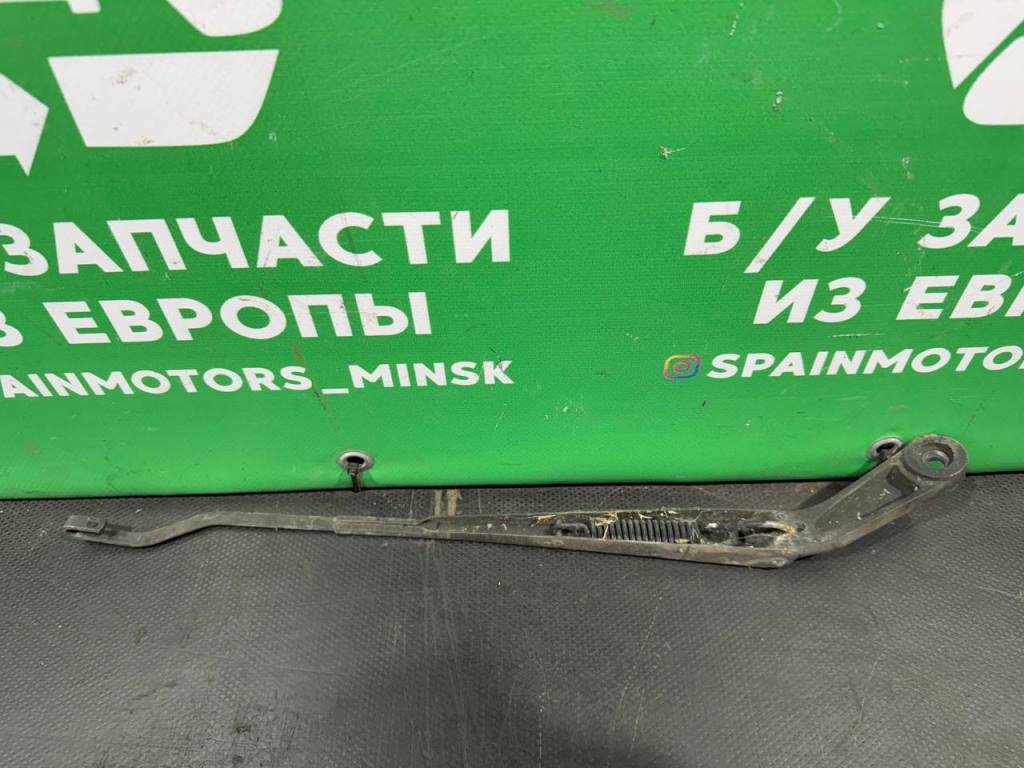 ЗАПЧАСТИ
ЕВРОПЫ
AINMOTORS_MINSK
Б/У ЗА
ИЗ ЕВ
SPAINMOTO